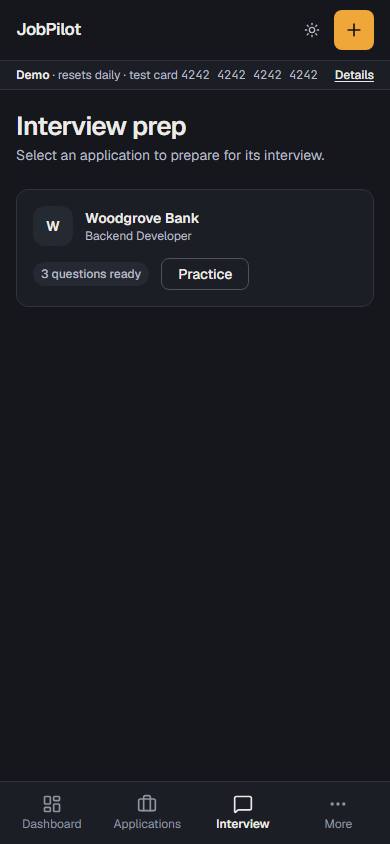 JobPilot
Demo · resets daily · test card 4242 4242 4242 4242 Details
Interview prep
Select an application to prepare for its interview.
W
Woodgrove Bank
Backend Developer
3 questions ready
Practice
Dashboard
Applications
Interview
More